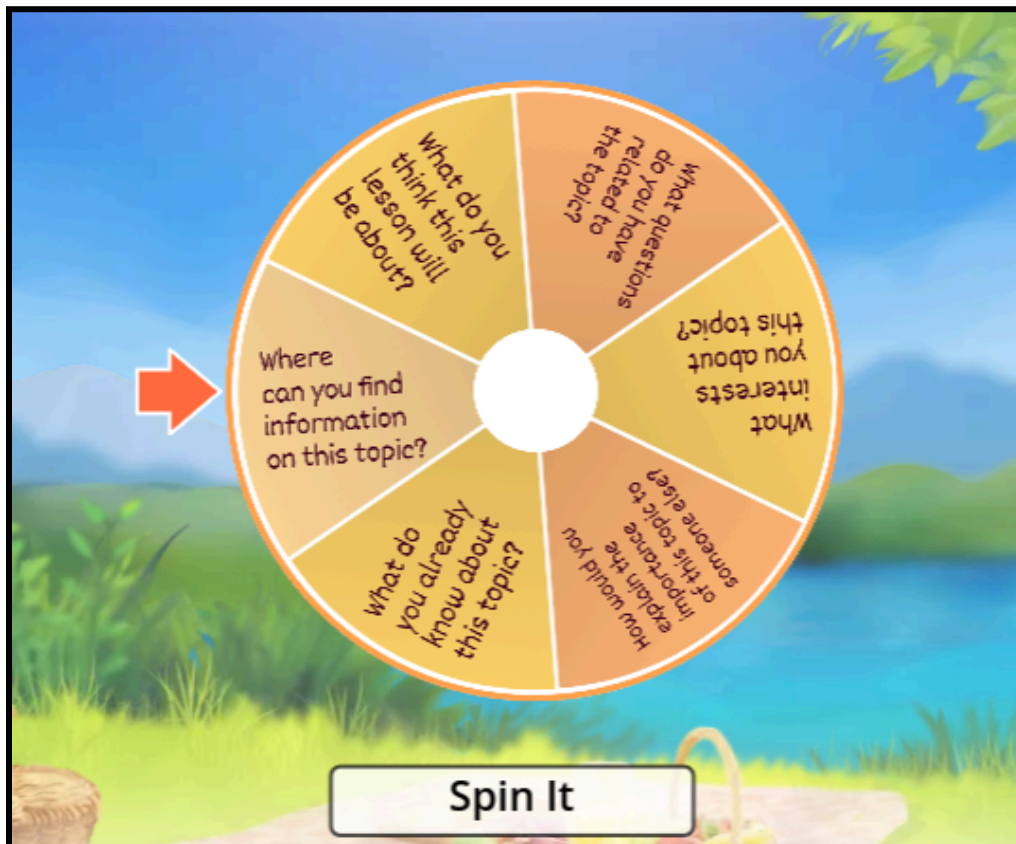 Where
can you find
information
on this topic?
What do you
think this
lesson will
be about?
What questions
do you have
related to
the topic?
What
interests
you about
this topic?
How would you
explain the
importance
of this topic to
someone else?
What do
you already
know about
this topic?
Spin It